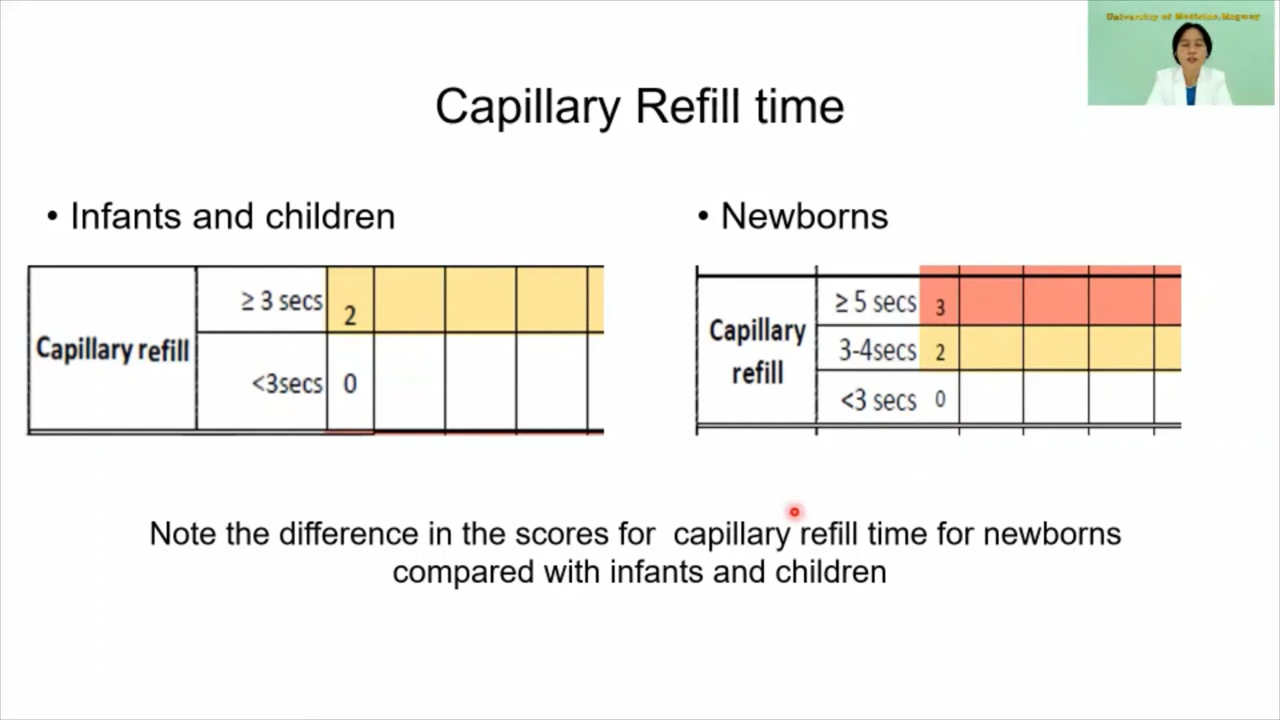 University of Medicine, Magway
Capillary Refill time
• Infants and children
• Newborns
Capillary refill
≥ 3 secs 2
<3secs 0
Capillary
refill
≥ 5 secs 3
3-4secs 2
<3 secs 0
Note the difference in the scores for capillary refill time for newborns
compared with infants and children